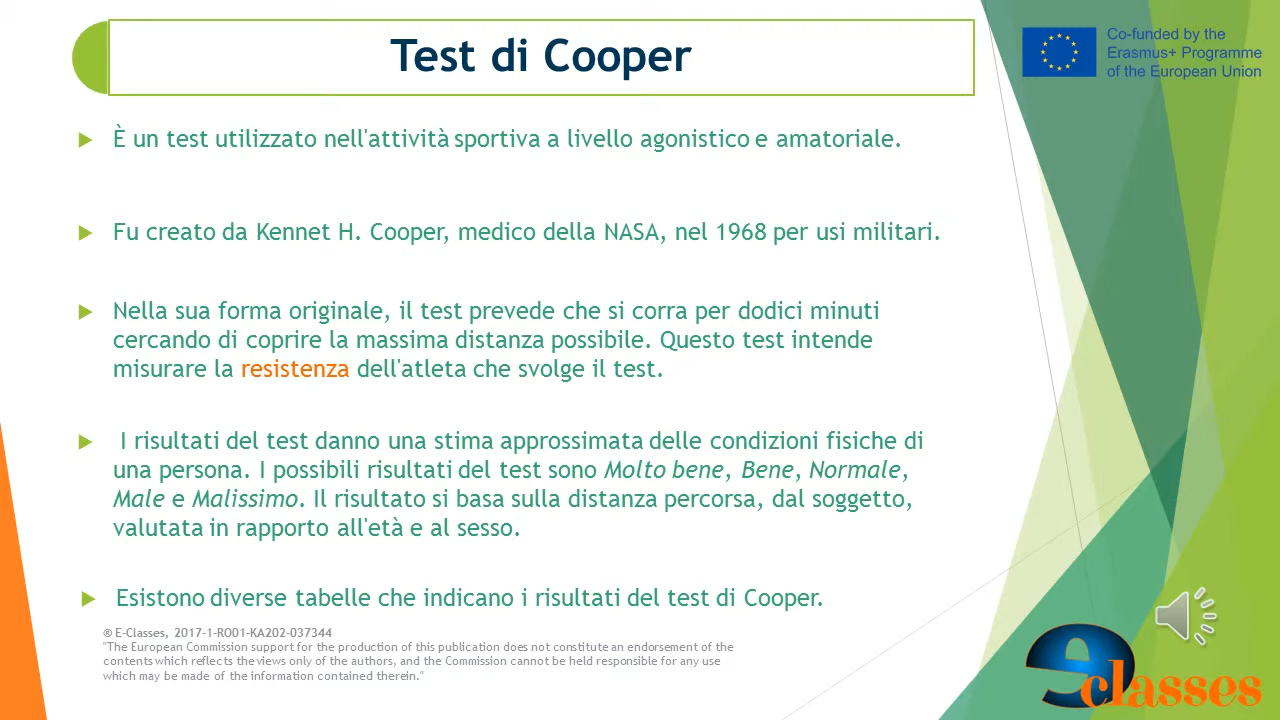 Test di Cooper
Co-funded by the
Erasmus+ Programme
of the European Union
È un test utilizzato nell'attività sportiva a livello agonistico e amatoriale.
Fu creato da Kennet H. Cooper, medico della NASA, nel 1968 per usi militari.
Nella sua forma originale, il test prevede che si corra per dodici minuti
cercando di coprire la massima distanza possibile. Questo test intende
misurare la resistenza dell'atleta che svolge il test.
I risultati del test danno una stima approssimata delle condizioni fisiche di
una persona. I possibili risultati del test sono Molto bene, Bene, Normale,
Male e Malissimo. Il risultato si basa sulla distanza percorsa, dal soggetto,
valutata in rapporto all'età e al sesso.
Esistono diverse tabelle che indicano i risultati del test di Cooper.
® E-Classes, 2017-1-RO01-KA202-037344
"The European Commission support for the production of this publication does not constitute an endorsement of the
contents which reflects the views only of the authors, and the Commission cannot be held responsible for any use
which may be made of the information contained therein."
e classes